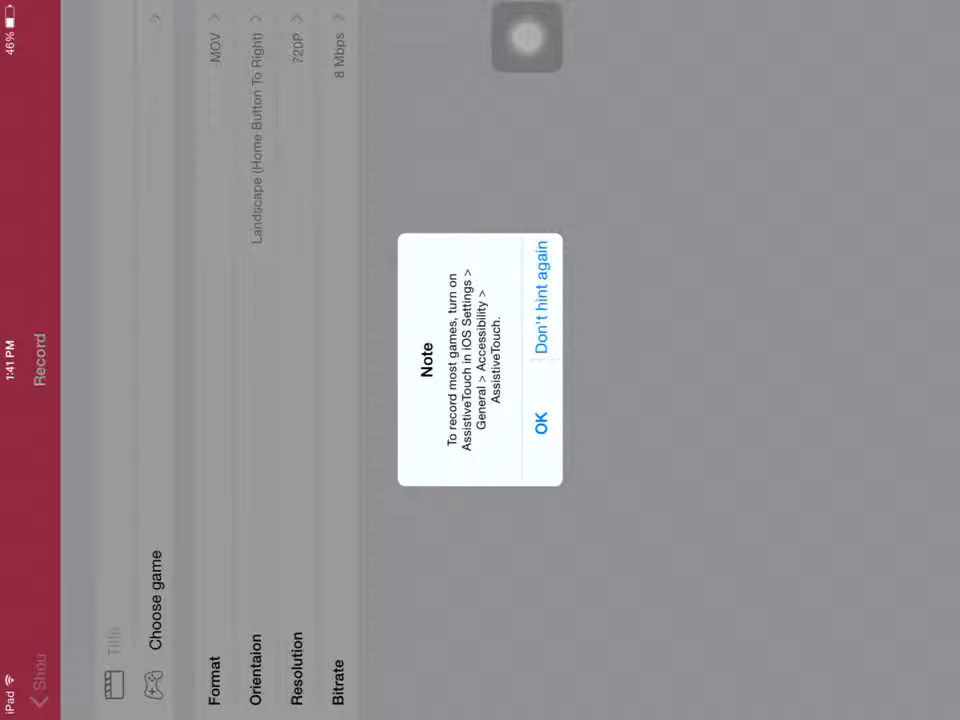 iPad
1:41 PM
46%
Shou
Record
Title
Choose game
Format
.MOV
Orientaion
Landscape (Home Button To Right)
Resolution
720P
Bitrate
8 Mbps
Note
To record most games, turn on
AssistiveTouch in iOS Settings >
General > Accessibility >
AssistiveTouch.
OK
Don't hint again